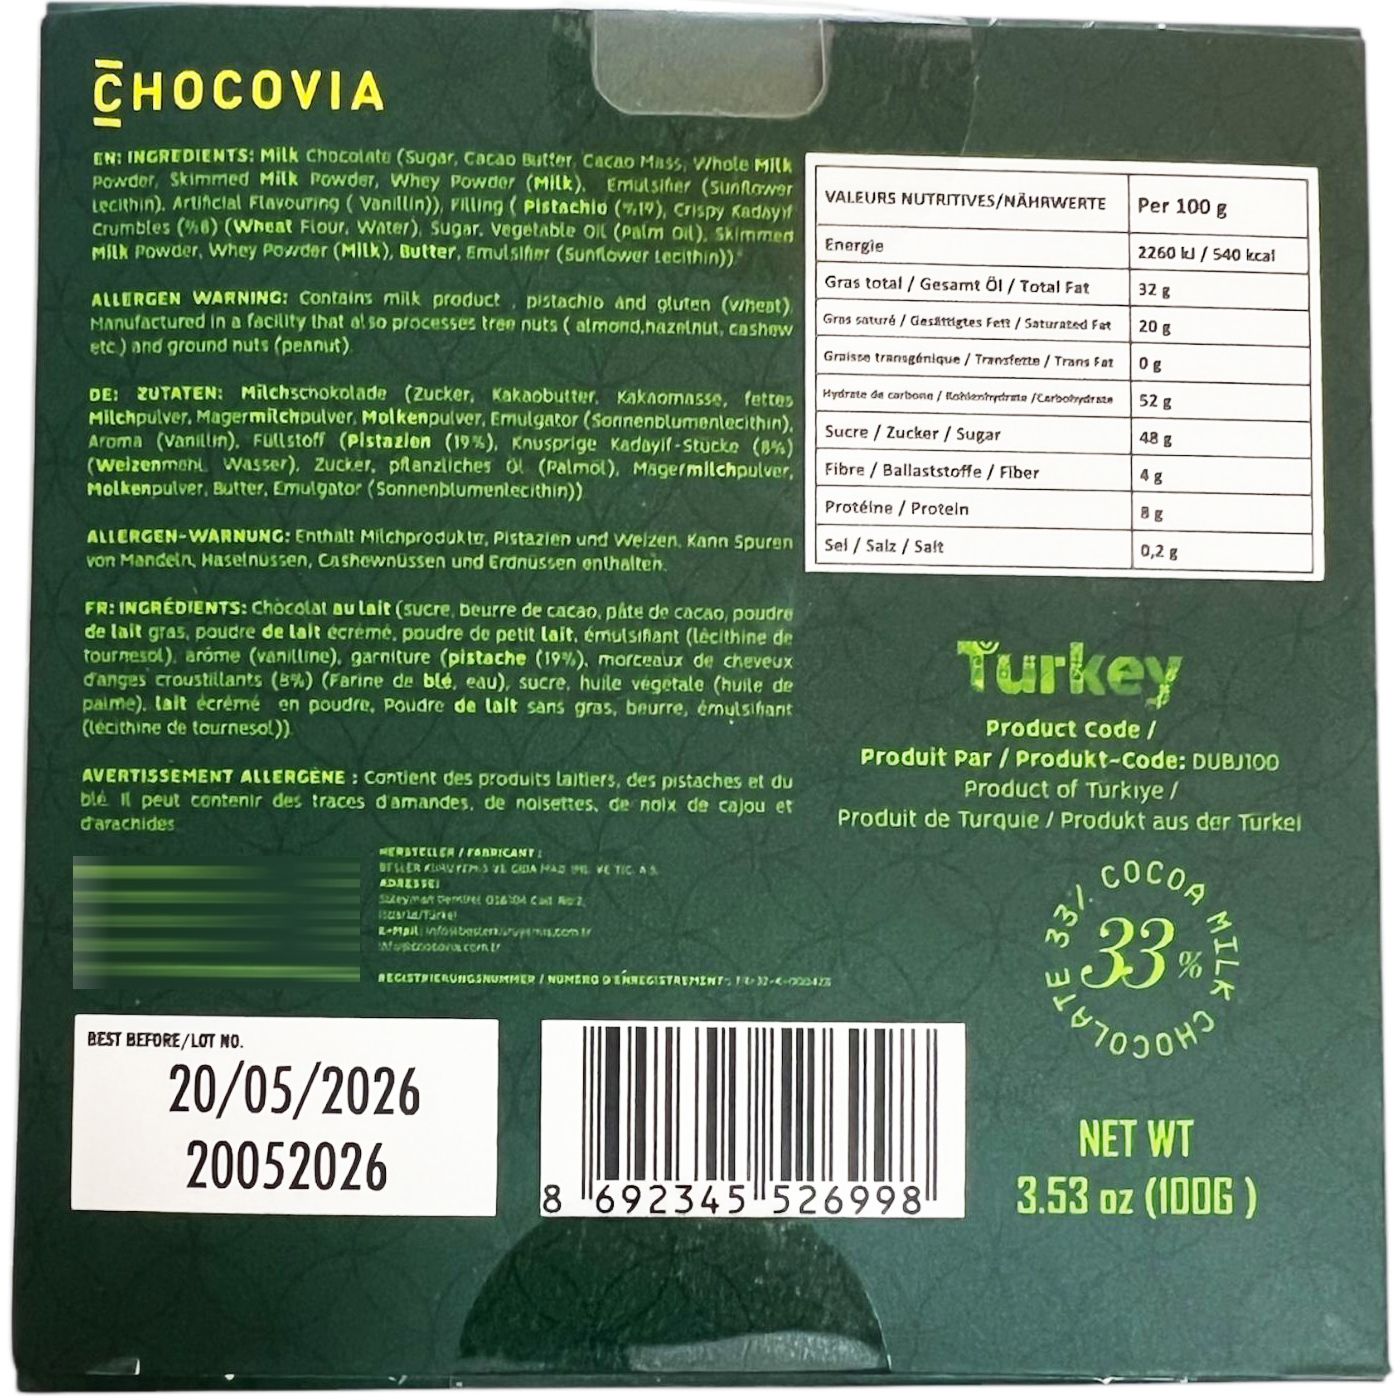 CHOCOVIA
EN: INGREDIENTS: Milk Chocolate (Sugar, Cacao Butter, Cacao Mass, Whole Milk
Powder, Skimmed Milk Powder, Whey Powder (Milk), Emulsifier (Sunflower
Lecithin), Artificial Flavouring ( Vanillin)), Filling ( Pistachio (%19), Crispy Kadayıf
Crumbles (%8) (Wheat Flour, Water), Sugar, Vegetable Oil (Palm Oil), Skimmed
Milk Powder, Whey Powder (Milk), Butter, Emulsifier (Sunflower Lecithin))
ALLERGEN WARNING: Contains milk product , pistachio and gluten (wheat)
Manufactured in a facility that also processes tree nuts ( almond,hazelnut, cashew
etc.) and ground nuts (peanut).
DE: ZUTATEN: Milchschokolade (Zucker, Kakaobutter, Kakaomasse, fettes
Milchpulver, Magermilchpulver, Molkenpulver, Emulgator (Sonnenblumenlecithin),
Aroma (Vanillin), Füllstoff (Pistazien (19%), Knusprige Kadayif-Stücke (8%)
(Weizenmehl, Wasser), Zucker, pflanzliches Öl (Palmöl), Magermilchpulver,
Molkenpulver, Butter, Emulgator (Sonnenblumenlecithin))
ALLERGEN-WARNUNG: Enthält Milchprodukte, Pistazien und Weizen. Kann Spuren
von Mandeln, Haselnüssen, Cashewnüssen und Erdnüssen enthalten.
FR: INGRÉDIENTS: Chocolat au lait (sucre, beurre de cacao, pâte de cacao, poudre
de lait gras, poudre de lait écrémé, poudre de petit lait, émulsifiant (lécithine de
tournesol), arôme (vanilline), garniture (pistache (19%), morceaux de cheveux
d'anges croustillants (8%) (Farine de blé, eau), sucre, huile végétale (huile de
palme), lait écrémé en poudre, Poudre de lait sans gras, beurre, émulsifiant
(lécithine de tournesol))
AVERTISSEMENT ALLERGÈNE : Contient des produits laitiers, des pistaches et du
blé. Il peut contenir des traces d'amandes, de noisettes, de noix de cajou et
d'arachides
HERSTELLER / FABRICANT :
ADRESSE:
E-Mail:
REGISTRIERUNGSNUMMER / NUMÉRO D'ENREGISTREMENT:
BEST BEFORE/LOT NO.
20/05/2026
20052026
8 692345 526998
VALEURS NUTRITIVES/NÄHRWERTE Per 100 g
Energie 2260 kJ / 540 kcal
Gras total / Gesamt Öl / Total Fat 32 g
Gras saturé / Gesättigtes Fett / Saturated Fat 20 g
Graisse transgénique / Transfette / Trans Fat 0 g
Hydrate de carbone / Kohlenhydrate /Carbohydrate 52 g
Sucre / Zucker / Sugar 48 g
Fibre / Ballaststoffe / Fiber 4 g
Protéine / Protein 8 g
Sel / Salz / Salt 0,2 g
Turkey
Product Code /
Produit Par / Produkt-Code: DUBJ100
Product of Türkiye /
Produit de Turquie / Produkt aus der Türkei
33% COCOA MILK CHOCOLATE
33%
NET WT
3.53 oz (100G )